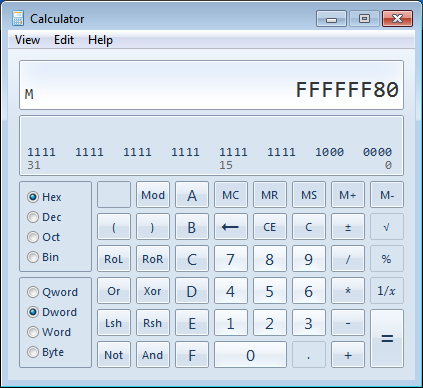 Calculator
View Edit Help
M FFFFFF80
1111 1111 1111 1111 1111 1111 1000 0000
31 15 0
Hex Mod A MC MR MS M+ M-
Dec ( ) B ← CE C ± √
Oct RoL RoR C 7 8 9 / %
Bin
Qword Or Xor D 4 5 6 * 1/x
Dword
Word Lsh Rsh E 1 2 3 - =
Byte Not And F 0 . +